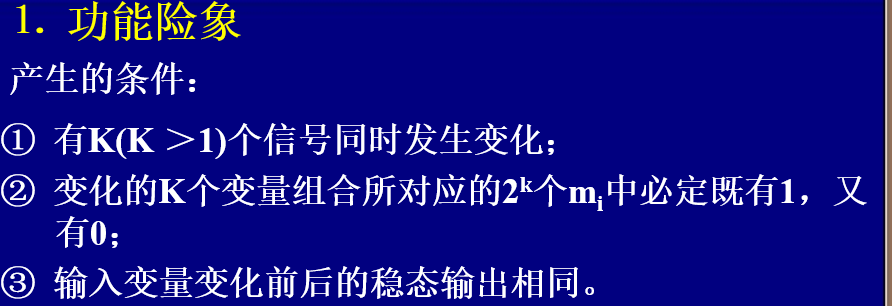 1. 功能险象
产生的条件：
① 有K(K ＞1)个信号同时发生变化；
② 变化的K个变量组合所对应的2ᵏ个mᵢ中必定既有1，又
有0；
③ 输入变量变化前后的稳态输出相同。